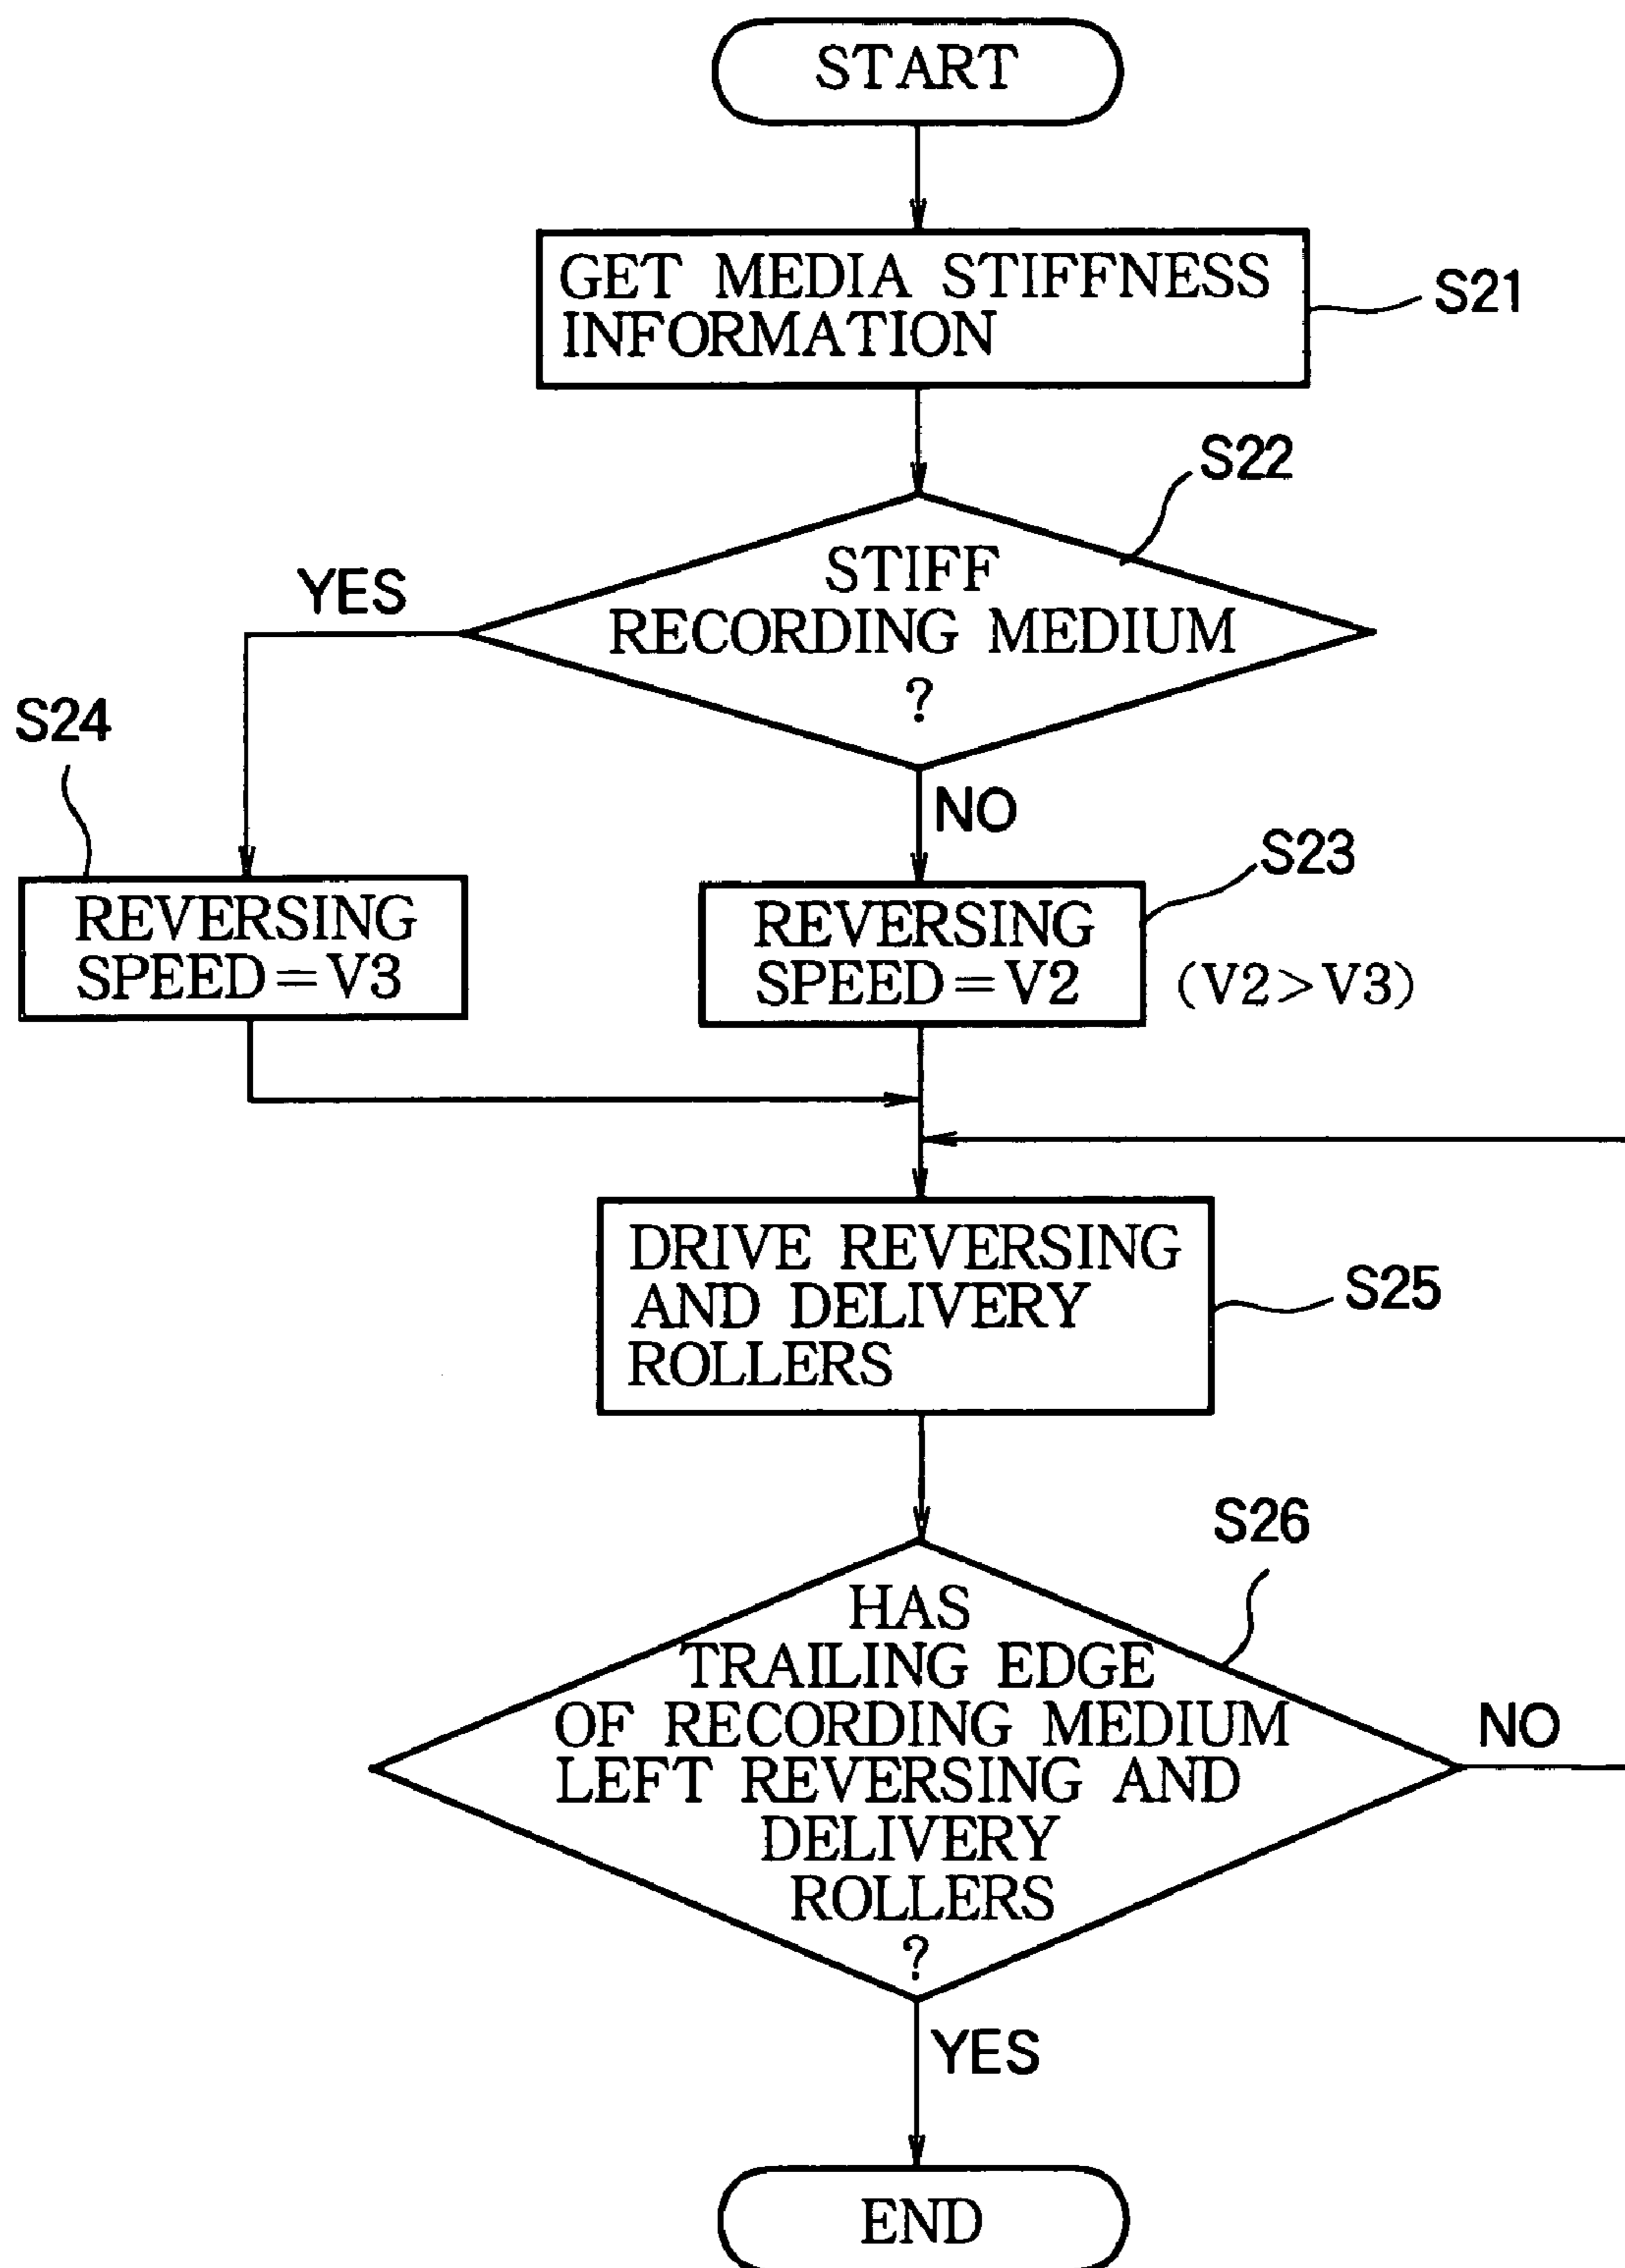 START
GET MEDIA STIFFNESS
INFORMATION
S21
S22
STIFF
RECORDING MEDIUM
?
YES
NO
S24
REVERSING
SPEED=V3
S23
REVERSING
SPEED=V2
(V2>V3)
DRIVE REVERSING
AND DELIVERY
ROLLERS
S25
S26
HAS
TRAILING EDGE
OF RECORDING MEDIUM
LEFT REVERSING AND
DELIVERY
ROLLERS
?
NO
YES
END